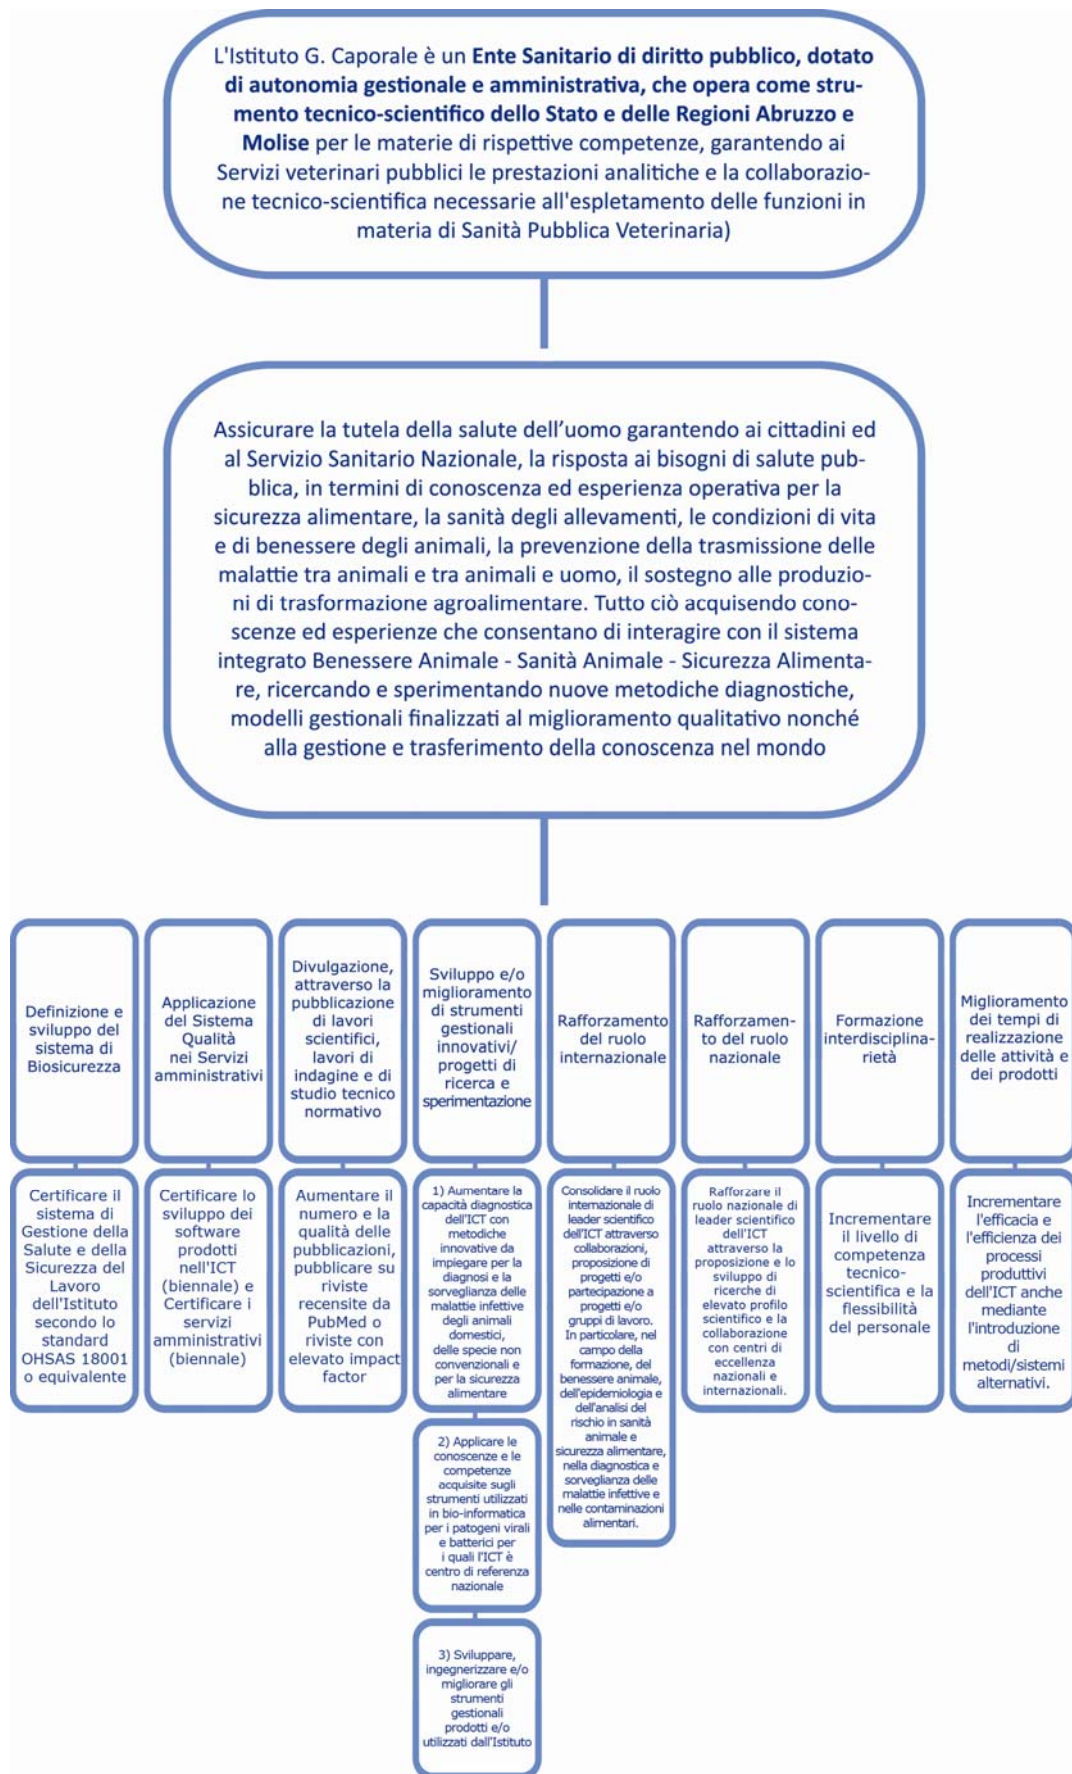 L'Istituto G. Caporale è un Ente Sanitario di diritto pubblico, dotato
di autonomia gestionale e amministrativa, che opera come stru-
mento tecnico-scientifico dello Stato e delle Regioni Abruzzo e
Molise per le materie di rispettive competenze, garantendo ai
Servizi veterinari pubblici le prestazioni analitiche e la collaborazio-
ne tecnico-scientifica necessarie all'espletamento delle funzioni in
materia di Sanità Pubblica Veterinaria)
Assicurare la tutela della salute dell'uomo garantendo ai cittadini ed
al Servizio Sanitario Nazionale, la risposta ai bisogni di salute pub-
blica, in termini di conoscenza ed esperienza operativa per la
sicurezza alimentare, la sanità degli allevamenti, le condizioni di vita
e di benessere degli animali, la prevenzione della trasmissione delle
malattie tra animali e tra animali e uomo, il sostegno alle produzio-
ni di trasformazione agroalimentare. Tutto ciò acquisendo cono-
scenze ed esperienze che consentano di interagire con il sistema
integrato Benessere Animale - Sanità Animale - Sicurezza Alimenta-
re, ricercando e sperimentando nuove metodiche diagnostiche,
modelli gestionali finalizzati al miglioramento qualitativo nonché
alla gestione e trasferimento della conoscenza nel mondo
Definizione e
sviluppo del
sistema di
Biosicurezza
Applicazione
del Sistema
Qualità
nei Servizi
amministrativi
Divulgazione,
attraverso la
pubblicazione
di lavori
scientifici,
lavori di
indagine e di
studio tecnico
normativo
Sviluppo e/o
miglioramento
di strumenti
gestionali
innovativi/
progetti di
ricerca e
sperimentazione
Rafforzamento
del ruolo
internazionale
Rafforzamen-
to del ruolo
nazionale
Formazione
interdisciplina-
rietà
Miglioramento
dei tempi di
realizzazione
delle attività e
dei prodotti
Certificare il
sistema di
Gestione della
Salute e della
Sicurezza del
Lavoro
dell'Istituto
secondo lo
standard
OHSAS 18001
o equivalente
Certificare lo
sviluppo dei
software
prodotti
nell'ICT
(biennale) e
Certificare i
servizi
amministrativi
(biennale)
Aumentare il
numero e la
qualità delle
pubblicazioni,
pubblicare su
riviste
recensite da
PubMed o
riviste con
elevato impact
factor
1) Aumentare la
capacità diagnostica
dell'ICT con
metodiche
innovative da
impiegare per la
diagnosi e la
sorveglianza delle
malattie infettive
degli animali
domestici,
delle specie non
convenzionali e
per la sicurezza
alimentare
2) Applicare le
conoscenze e le
competenze
acquisite sugli
strumenti utilizzati
in bio-informatica
per i patogeni virali
e batterici per
i quali l'ICT è
centro di referenza
nazionale
3) Sviluppare,
ingegnerizzare e/o
migliorare gli
strumenti
gestionali
prodotti e/o
utilizzati dall'Istituto
Consolidare il ruolo
internazionale di
leader scientifico
dell'ICT attraverso
collaborazioni,
proposizione di
progetti e/o
partecipazione a
progetti e/o
gruppi di lavoro.
In particolare, nel
campo della
formazione, del
benessere animale,
dell'epidemiologia e
dell'analisi del
rischio in sanità
animale e
sicurezza alimentare,
nella diagnostica e
sorveglianza delle
malattie infettive e
nelle contaminazioni
alimentari.
Rafforzare il
ruolo nazionale di
leader scientifico
dell'ICT
attraverso la
proposizione e lo
sviluppo di
ricerche di
elevato profilo
scientifico e la
collaborazione
con centri di
eccellenza
nazionali e
internazionali.
Incrementare
il livello di
competenza
tecnico-
scientifica e la
flessibilità
del personale
Incrementare
l'efficacia e
l'efficienza dei
processi
produttivi
dell'ICT anche
mediante
l'introduzione
di
metodi/sistemi
alternativi.